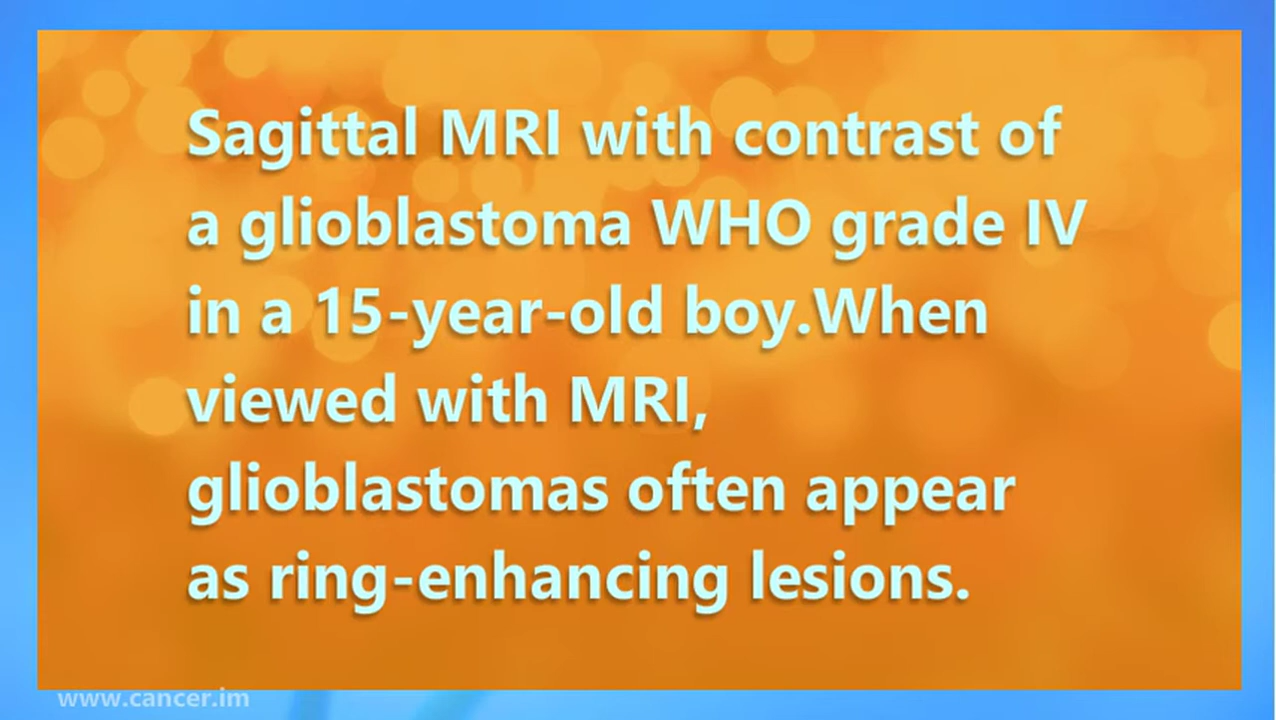 Sagittal MRI with contrast of
a glioblastoma WHO grade IV
in a 15-year-old boy.When
viewed with MRI,
glioblastomas often appear
as ring-enhancing lesions.
www.cancer.im